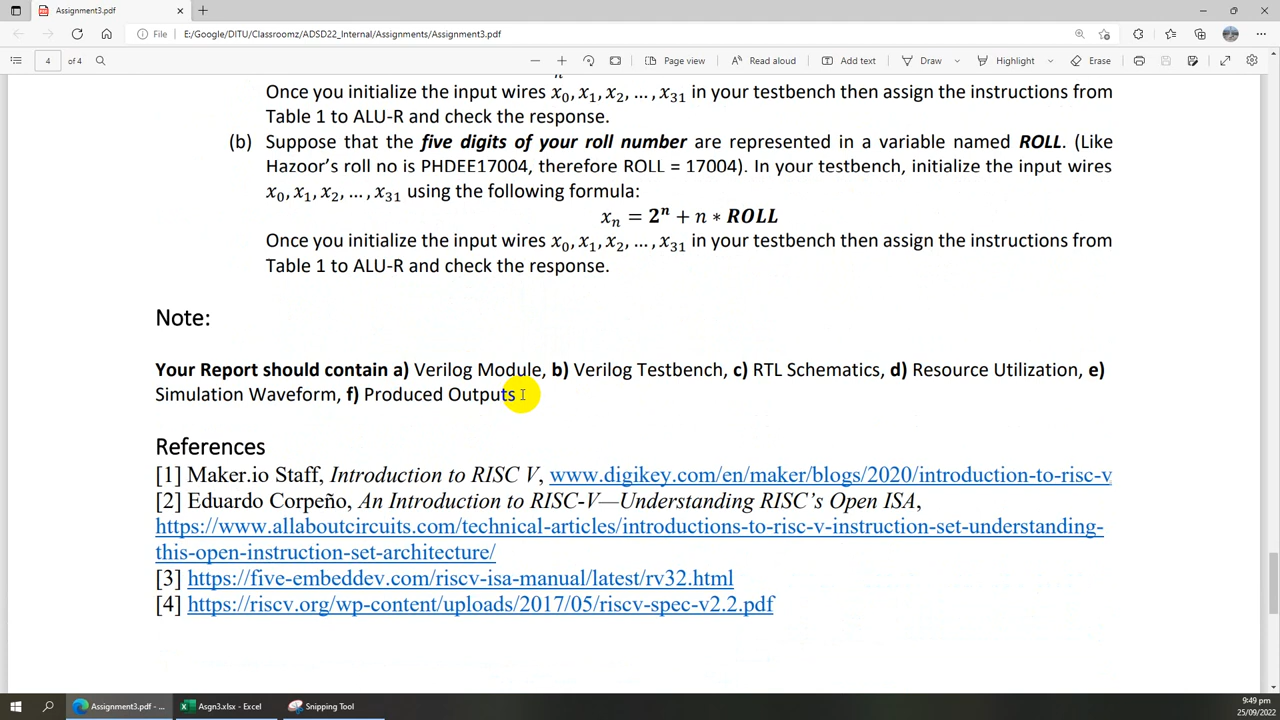 Assignment3.pdf
File E:/Google/DITU/Classroomz/ADSD22_Internal/Assignments/Assignment3.pdf
4 of 4 Page view Read aloud Add text Draw Highlight Erase
n
Once you initialize the input wires x₀, x₁, x₂, … , x₃₁ in your testbench then assign the instructions from
Table 1 to ALU-R and check the response.
(b) Suppose that the five digits of your roll number are represented in a variable named ROLL. (Like
Hazoor's roll no is PHDEE17004, therefore ROLL = 17004). In your testbench, initialize the input wires
x₀, x₁, x₂, … , x₃₁ using the following formula:
xₙ = 2ⁿ + n * ROLL
Once you initialize the input wires x₀, x₁, x₂, … , x₃₁ in your testbench then assign the instructions from
Table 1 to ALU-R and check the response.
Note:
Your Report should contain a) Verilog Module, b) Verilog Testbench, c) RTL Schematics, d) Resource Utilization, e)
Simulation Waveform, f) Produced Outputs
References
[1] Maker.io Staff, Introduction to RISC V, www.digikey.com/en/maker/blogs/2020/introduction-to-risc-v
[2] Eduardo Corpeño, An Introduction to RISC-V—Understanding RISC's Open ISA,
https://www.allaboutcircuits.com/technical-articles/introductions-to-risc-v-instruction-set-understanding-
this-open-instruction-set-architecture/
[3] https://five-embeddev.com/riscv-isa-manual/latest/rv32.html
[4] https://riscv.org/wp-content/uploads/2017/05/riscv-spec-v2.2.pdf
Assignment3.pdf - ... Asgn3.xlsx - Excel Snipping Tool
9:49 pm
25/09/2022